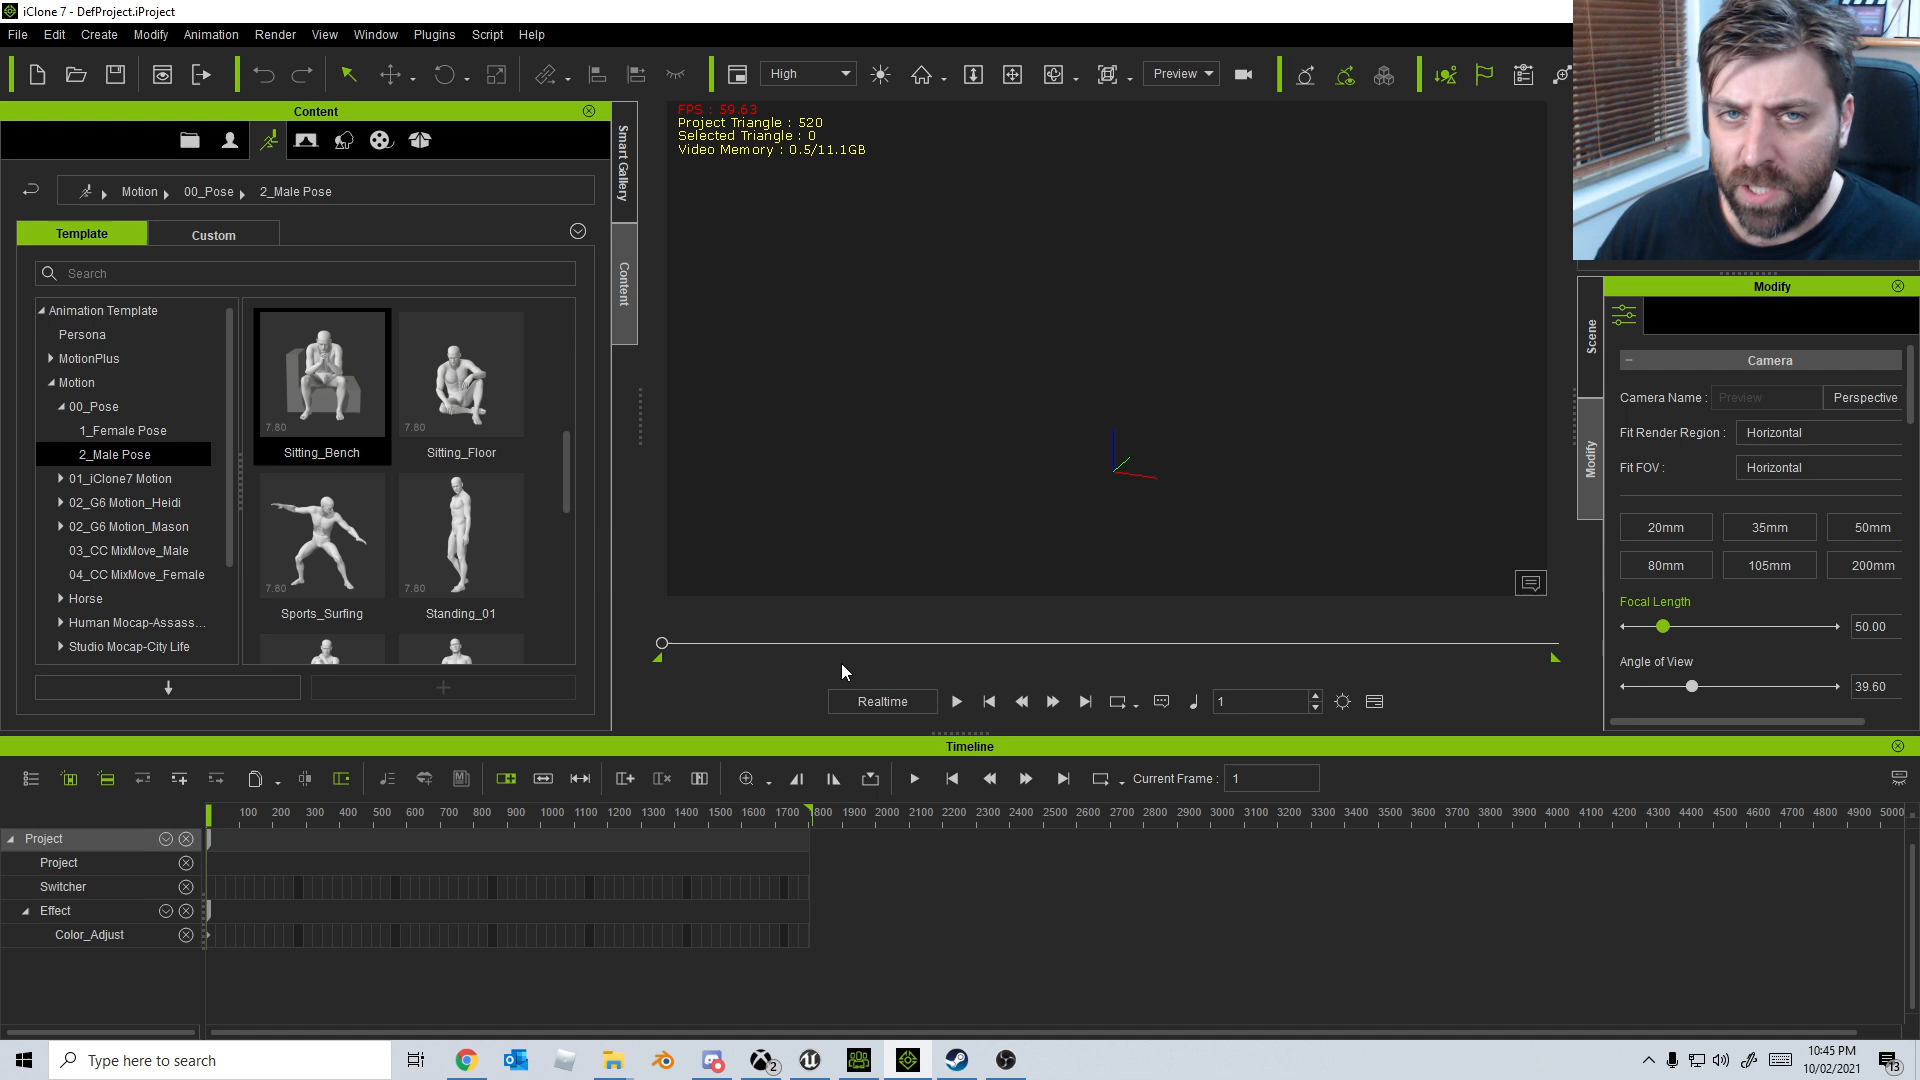 iClone 7 - DefProject.iProject
File Edit Create Modify Animation Render View Window Plugins Script Help
High
Preview
Content
Motion 00_Pose 2_Male Pose
Template
Custom
Search
Animation Template
Persona
MotionPlus
Motion
00_Pose
1_Female Pose
2_Male Pose
01_iClone7 Motion
02_G6 Motion_Heidi
02_G6 Motion_Mason
03_CC MixMove_Male
04_CC MixMove_Female
Horse
Human Mocap-Assass...
Studio Mocap-City Life
7.80
Sitting_Bench
7.80
Sitting_Floor
7.80
Sports_Surfing
7.80
Standing_01
Smart Gallery
Content
FPS : 59.63
Project Triangle : 520
Selected Triangle : 0
Video Memory : 0.5/11.1GB
Realtime
1
Scene
Modify
Modify
Camera
Camera Name : Preview Perspective
Fit Render Region : Horizontal
Fit FOV : Horizontal
20mm 35mm 50mm
80mm 105mm 200mm
Focal Length
50.00
Angle of View
39.60
Timeline
Current Frame : 1
100 200 300 400 500 600 700 800 900 1000 1100 1200 1300 1400 1500 1600 1700 800 1900 2000 2100 2200 2300 2400 2500 2600 2700 2800 2900 3000 3100 3200 3300 3400 3500 3600 3700 3800 3900 4000 4100 4200 4300 4400 4500 4600 4700 4800 4900 5000
Project
Project
Switcher
Effect
Color_Adjust
Type here to search
2
10:45 PM
10/02/2021
13